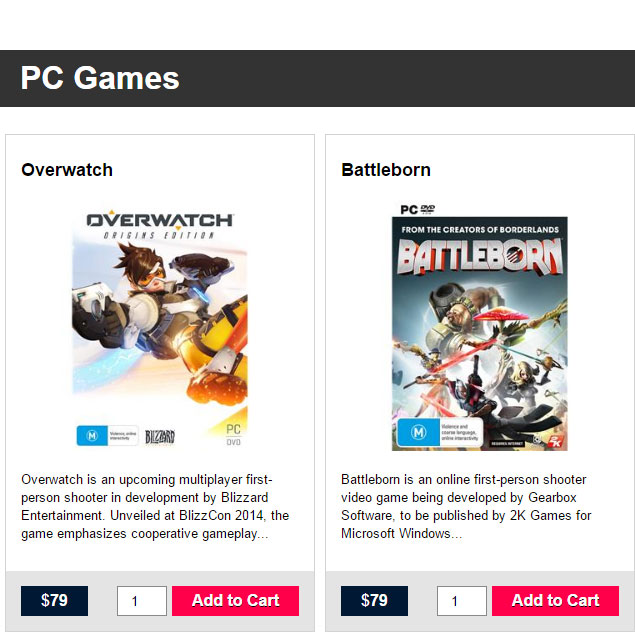 PC Games
Overwatch
OVERWATCH
ORIGINS EDITION
M
Violence, online
interactivity
BLIZZARD
PC
DVD
Overwatch is an upcoming multiplayer first-
person shooter in development by Blizzard
Entertainment. Unveiled at BlizzCon 2014, the
game emphasizes cooperative gameplay...
$79
1
Add to Cart
Battleborn
PC DVD
FROM THE CREATORS OF BORDERLANDS
BATTLEBORN
M
Violence and
coarse language,
online interactivity
REQUIRES INTERNET
2K
Battleborn is an online first-person shooter
video game being developed by Gearbox
Software, to be published by 2K Games for
Microsoft Windows...
$79
1
Add to Cart